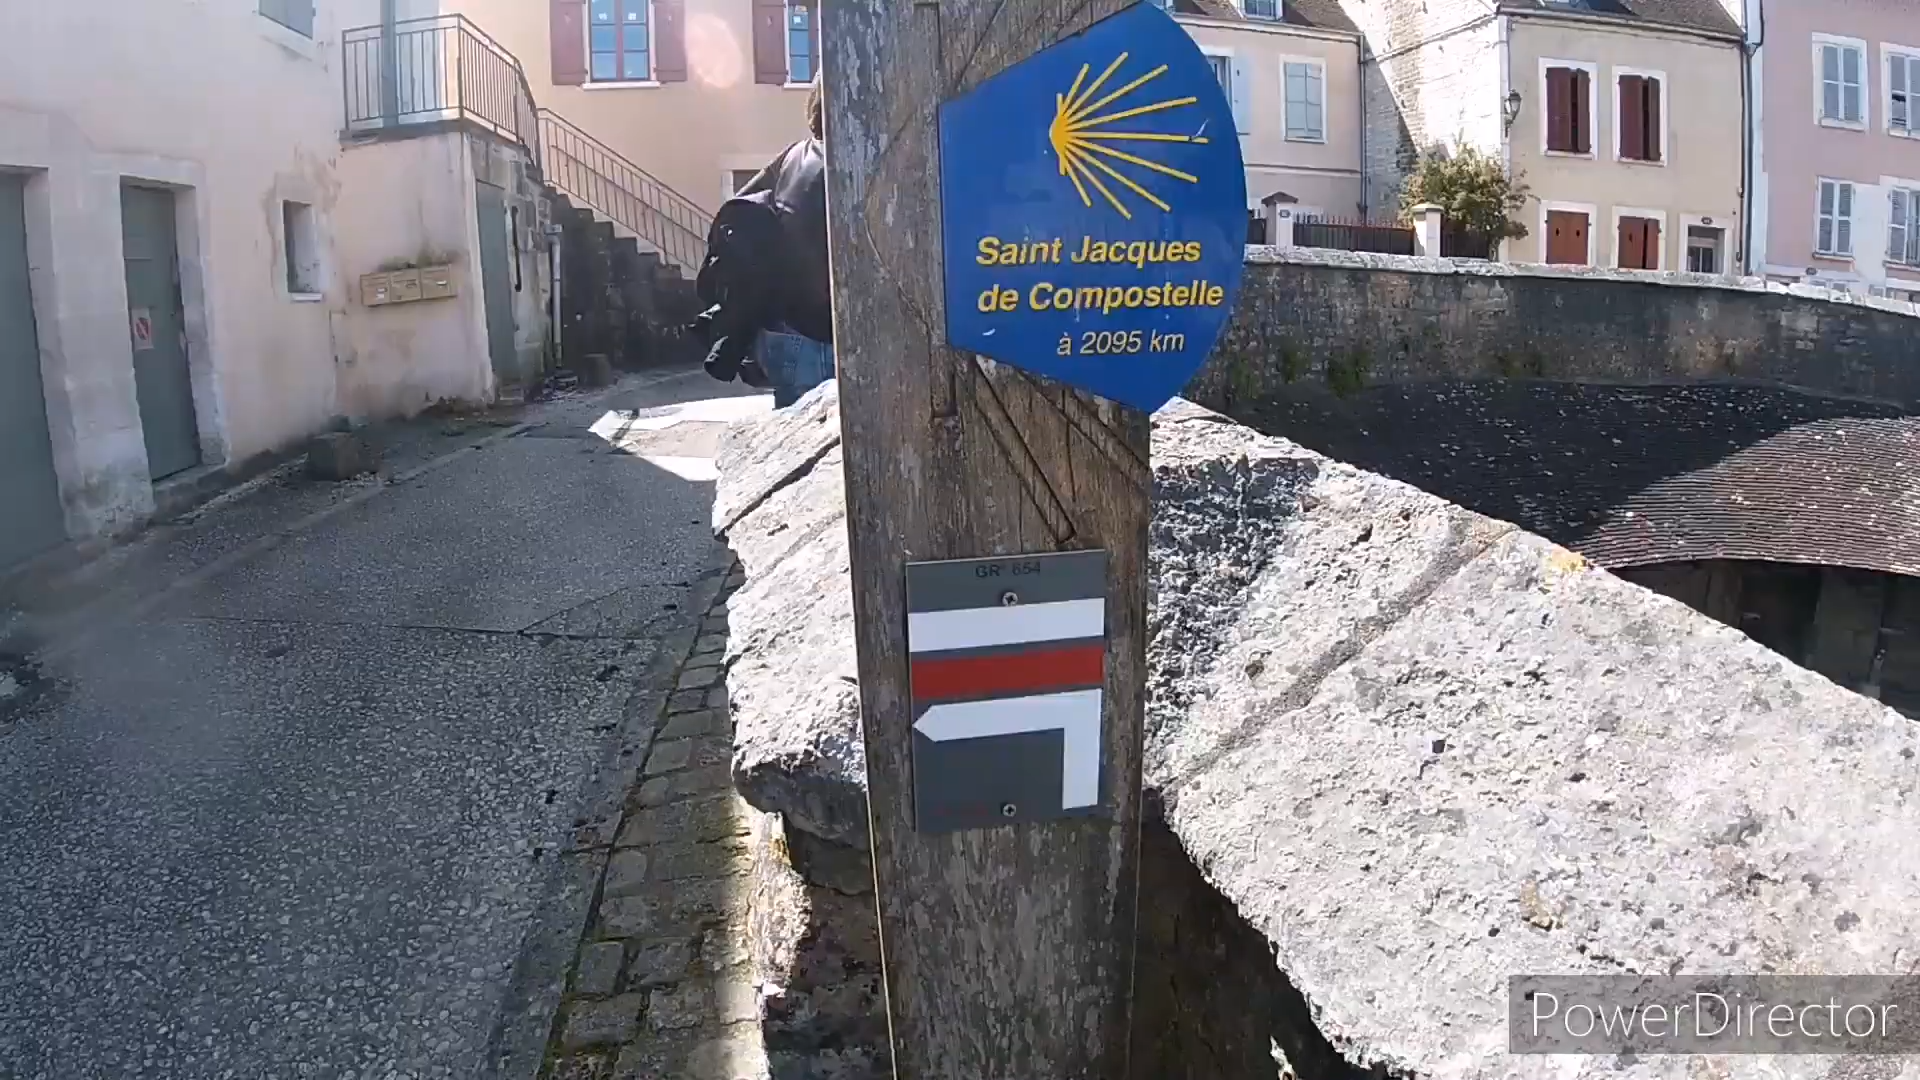 Saint Jacques
de Compostelle
à 2095 km
GR® 654
PowerDirector